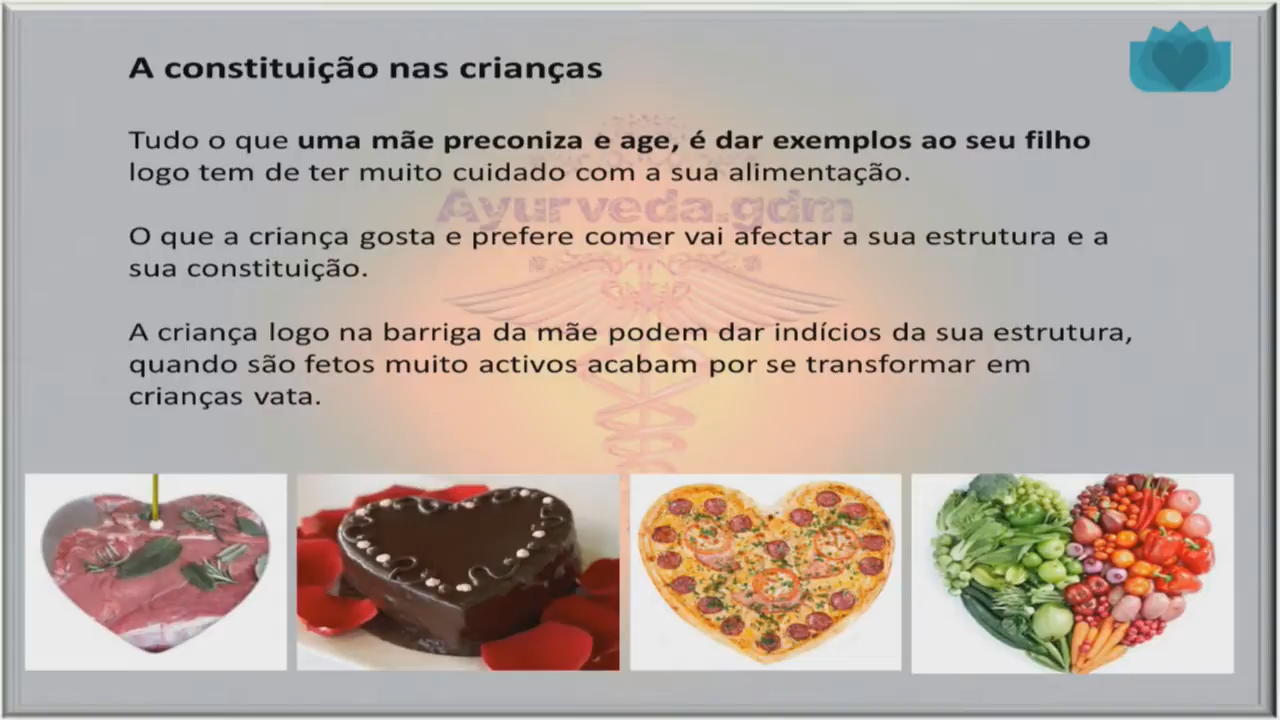 A constituição nas crianças
Tudo o que uma mãe preconiza e age, é dar exemplos ao seu filho
logo tem de ter muito cuidado com a sua alimentação.
Ayurveda.gdm
O que a criança gosta e prefere comer vai afectar a sua estrutura e a
sua constituição.
A criança logo na barriga da mãe podem dar indícios da sua estrutura,
quando são fetos muito activos acabam por se transformar em
crianças vata.